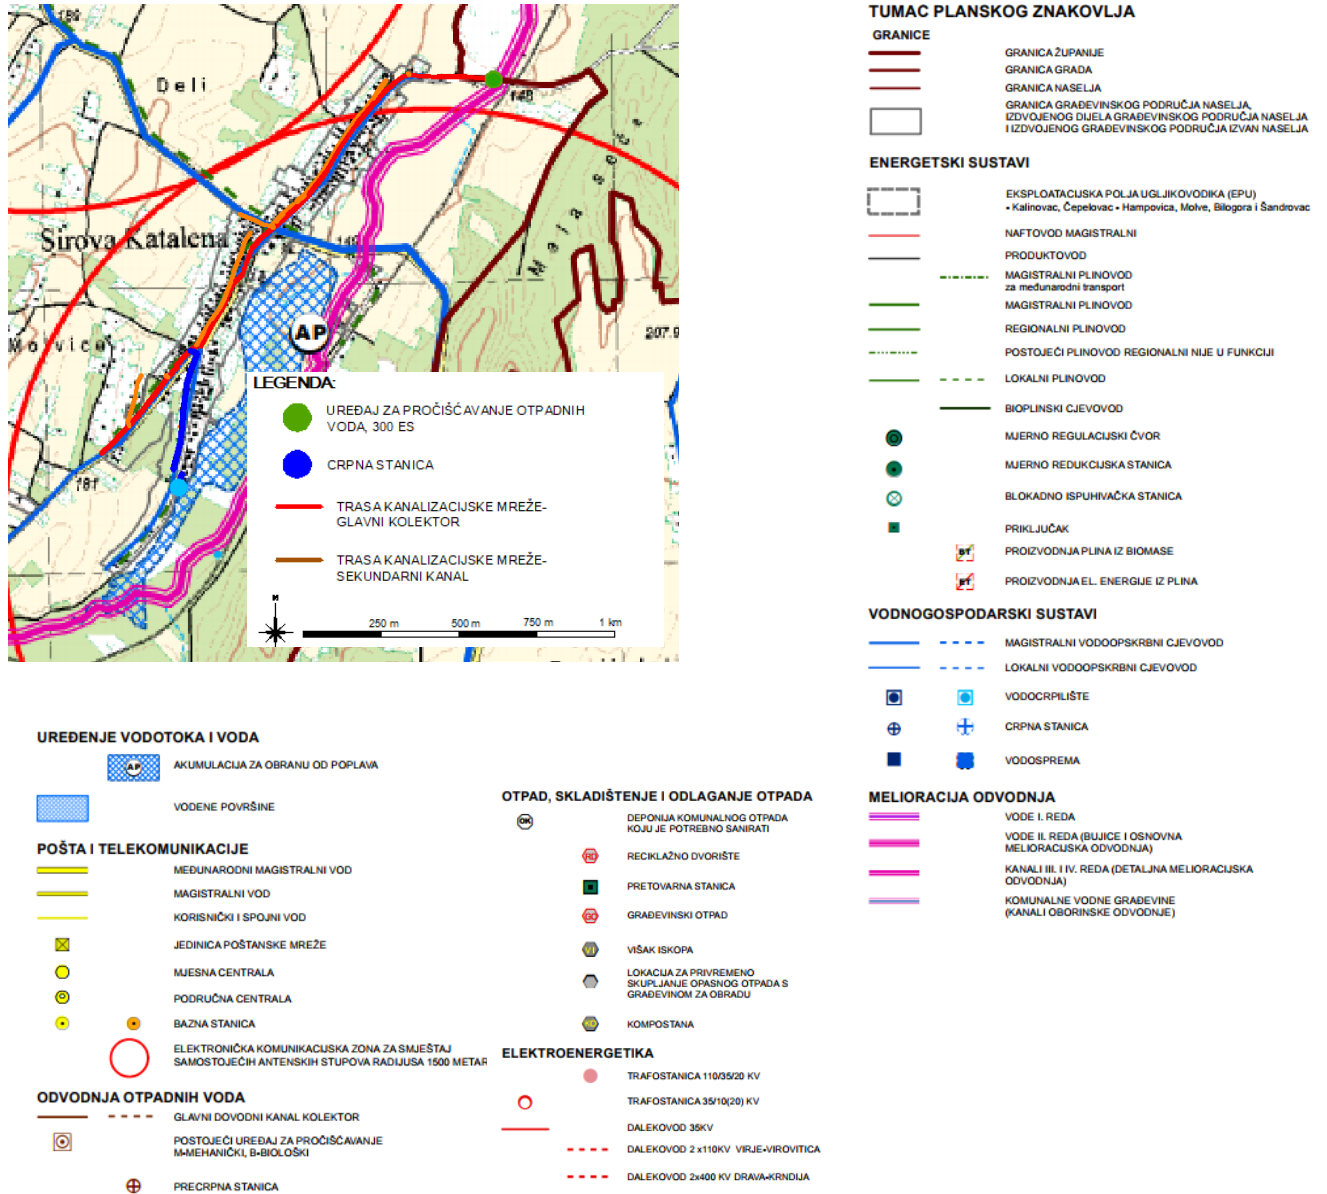 189
Deli
148
Mala seče
Sirova Katalena
149
Molvice
AP
207.9
181
LEGENDA:
UREĐAJ ZA PROČIŠĆAVANJE OTPADNIH
VODA, 300 ES
CRPNA STANICA
TRASA KANALIZACIJSKE MREŽE-
GLAVNI KOLEKTOR
TRASA KANALIZACIJSKE MREŽE-
SEKUNDARNI KANAL
N
250 m 500 m 750 m 1 km
TUMAC PLANSKOG ZNAKOVLJA
GRANICE
GRANICA ŽUPANIJE
GRANICA GRADA
GRANICA NASELJA
GRANICA GRAĐEVINSKOG PODRUČJA NASELJA,
IZDVOJENOG DIJELA GRAĐEVINSKOG PODRUČJA NASELJA
I IZDVOJENOG GRAĐEVINSKOG PODRUČJA IZVAN NASELJA
ENERGETSKI SUSTAVI
EKSPLOATACIJSKA POLJA UGLJIKOVODIKA (EPU)
• Kalinovac, Čepelovac • Hampovica, Molve, Bilogora i Šandrovac
NAFTOVOD MAGISTRALNI
PRODUKTOVOD
MAGISTRALNI PLINOVOD
za međunarodni transport
MAGISTRALNI PLINOVOD
REGIONALNI PLINOVOD
POSTOJEĆI PLINOVOD REGIONALNI NIJE U FUNKCIJI
LOKALNI PLINOVOD
BIOPLINSKI CJEVOVOD
MJERNO REGULACIJSKI ČVOR
MJERNO REDUKCIJSKA STANICA
BLOKADNO ISPUHIVAČKA STANICA
PRIKLJUČAK
BT PROIZVODNJA PLINA IZ BIOMASE
ET PROIZVODNJA EL. ENERGIJE IZ PLINA
VODNOGOSPODARSKI SUSTAVI
MAGISTRALNI VODOOPSKRBNI CJEVOVOD
LOKALNI VODOOPSKRBNI CJEVOVOD
VODOCRPILIŠTE
CRPNA STANICA
VODOSPREMA
MELIORACIJA ODVODNJA
VODE I. REDA
VODE II. REDA (BUJICE I OSNOVNA
MELIORACIJSKA ODVODNJA)
KANALI III. I IV. REDA (DETALJNA MELIORACIJSKA
ODVODNJA)
KOMUNALNE VODNE GRAĐEVINE
(KANALI OBORINSKE ODVODNJE)
UREĐENJE VODOTOKA I VODA
AP AKUMULACIJA ZA OBRANU OD POPLAVA
VODENE POVRŠINE
POŠTA I TELEKOMUNIKACIJE
MEĐUNARODNI MAGISTRALNI VOD
MAGISTRALNI VOD
KORISNIČKI I SPOJNI VOD
JEDINICA POŠTANSKE MREŽE
MJESNA CENTRALA
PODRUČNA CENTRALA
BAZNA STANICA
ELEKTRONIČKA KOMUNIKACIJSKA ZONA ZA SMJEŠTAJ
SAMOSTOJEĆIH ANTENSKIH STUPOVA RADIJUSA 1500 METAR
ODVODNJA OTPADNIH VODA
GLAVNI DOVODNI KANAL KOLEKTOR
POSTOJEĆI UREĐAJ ZA PROČIŠĆAVANJE
M-MEHANIČKI, B-BIOLOŠKI
PRECRPNA STANICA
OTPAD, SKLADIŠTENJE I ODLAGANJE OTPADA
OK DEPONIJA KOMUNALNOG OTPADA
KOJU JE POTREBNO SANIRATI
RD RECIKLAŽNO DVORIŠTE
PRETOVARNA STANICA
GO GRAĐEVINSKI OTPAD
VI VIŠAK ISKOPA
LOKACIJA ZA PRIVREMENO
SKUPLJANJE OPASNOG OTPADA S
GRAĐEVINOM ZA OBRADU
KO KOMPOSTANA
ELEKTROENERGETIKA
TRAFOSTANICA 110/35/20 KV
TRAFOSTANICA 35/10(20) KV
DALEKOVOD 35KV
DALEKOVOD 2 x110KV VIRJE-VIROVITICA
DALEKOVOD 2x400 KV DRAVA-KRNDIJA